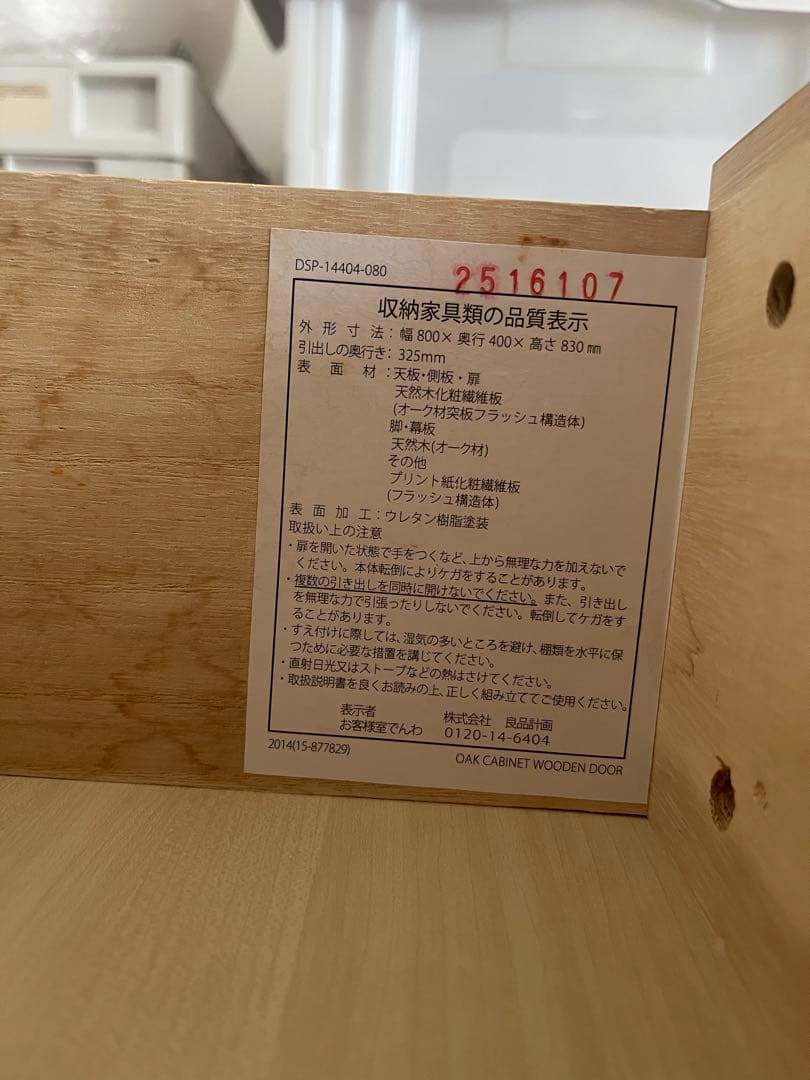 DSP-14404-080
2516107
収納家具類の品質表示
外形寸法：幅800×奥行400×高さ830㎜
引出しの奥行き：325mm
表面材：天板・側板・扉
天然木化粧繊維板
(オーク材突板フラッシュ構造体)
脚・幕板
天然木(オーク材)
その他
プリント紙化粧繊維板
(フラッシュ構造体)
表面加工：ウレタン樹脂塗装
取扱い上の注意
・扉を開いた状態で手をつくなど、上から無理な力を加えないで
ください。本体転倒によりケガをすることがあります。
・複数の引き出しを同時に開けないでください。また、引き出し
を無理な力で引張ったりしないでください。転倒してケガをす
ることがあります。
・すえ付けに際しては、湿気の多いところを避け、棚類を水平に保
つために必要な措置を講じてください。
・直射日光又はストーブなどの熱はさけてください。
・取扱説明書を良くお読みの上、正しく組み立ててご使用ください。
表示者 株式会社 良品計画
お客様室でんわ 0120-14-6404
2014(15-877829)
OAK CABINET WOODEN DOOR